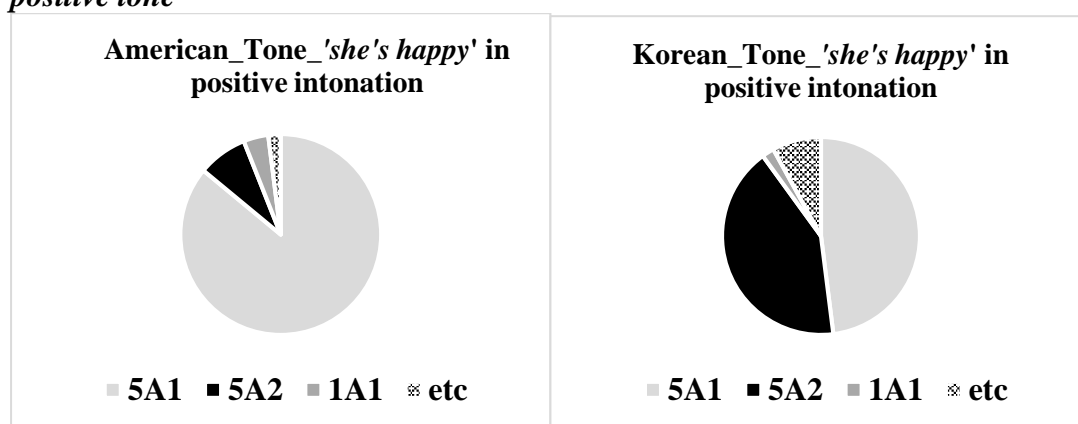 positive tone
American_Tone_'she's happy' in
positive intonation
5A1 5A2 1A1 etc
Korean_Tone_'she's happy' in
positive intonation
5A1 5A2 1A1 etc